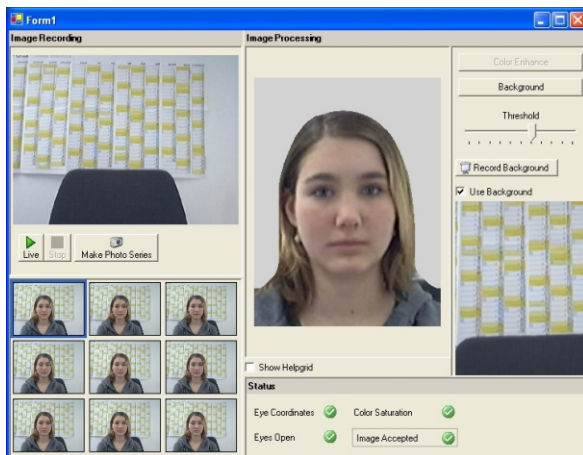 Form1
Image Recording
Image Processing
Color Enhance
Background
Threshold
Record Background
Use Background
Live
Stop
Make Photo Series
Show Helpgrid
Status
Eye Coordinates
Color Saturation
Eyes Open
Image Accepted